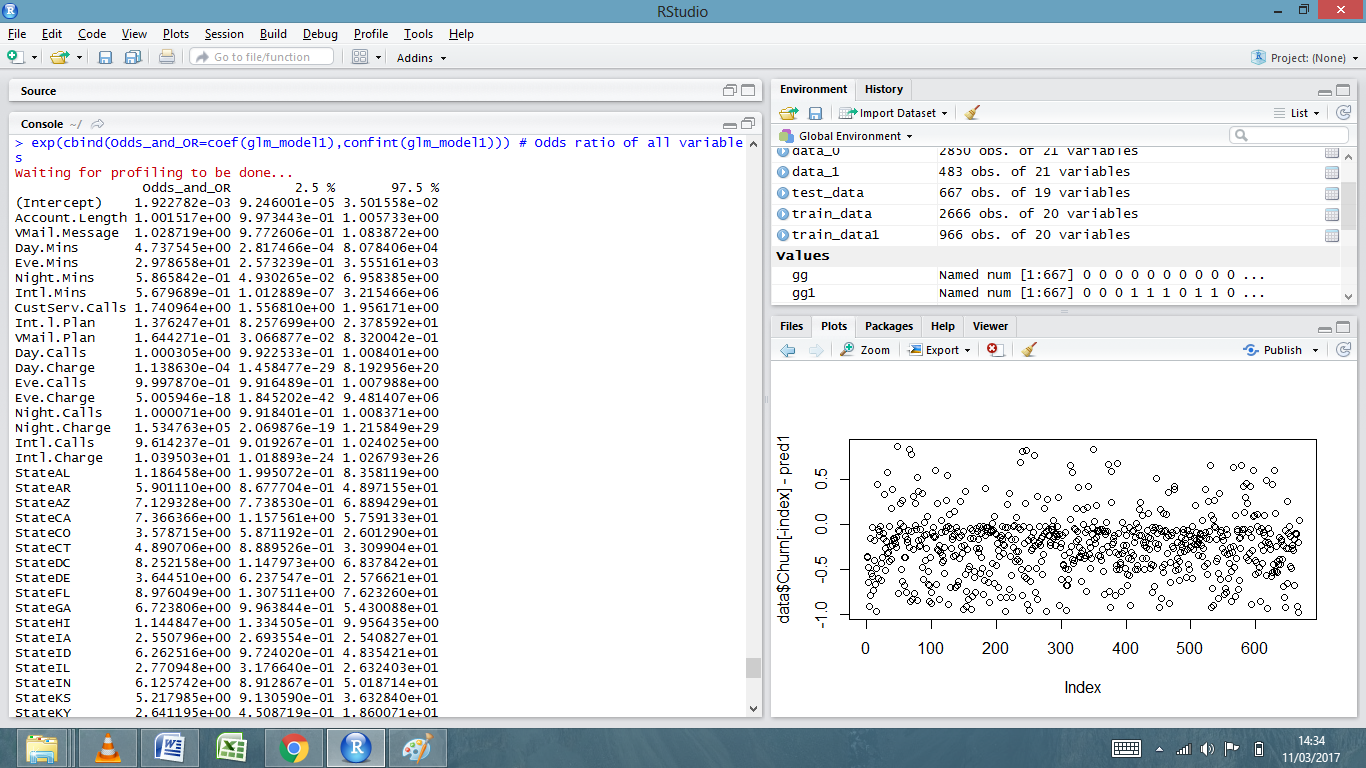 RStudio
File Edit Code View Plots Session Build Debug Profile Tools Help
Go to file/function Addins Project: (None)
Source
Console ~/
> exp(cbind(Odds_and_OR=coef(glm_model1),confint(glm_model1))) # Odds ratio of all variable
s
Waiting for profiling to be done...
Odds_and_OR 2.5 % 97.5 %
(Intercept) 1.922782e-03 9.246001e-05 3.501558e-02
Account.Length 1.001517e+00 9.973443e-01 1.005733e+00
VMail.Message 1.028719e+00 9.772606e-01 1.083872e+00
Day.Mins 4.737545e+00 2.817466e-04 8.078406e+04
Eve.Mins 2.978658e+01 2.573239e-01 3.555161e+03
Night.Mins 5.865842e-01 4.930265e-02 6.958385e+00
Intl.Mins 5.679689e-01 1.012889e-07 3.215466e+06
CustServ.Calls 1.740964e+00 1.556810e+00 1.956171e+00
Int.l.Plan 1.376247e+01 8.257699e+00 2.378592e+01
VMail.Plan 1.644271e-01 3.066877e-02 8.320042e-01
Day.Calls 1.000305e+00 9.922533e-01 1.008401e+00
Day.Charge 1.138630e-04 1.458477e-29 8.192956e+20
Eve.Calls 9.997870e-01 9.916489e-01 1.007988e+00
Eve.Charge 5.005946e-18 1.845202e-42 9.481407e+06
Night.Calls 1.000071e+00 9.918401e-01 1.008371e+00
Night.Charge 1.534763e+05 2.069876e-19 1.215849e+29
Intl.Calls 9.614237e-01 9.019267e-01 1.024025e+00
Intl.Charge 1.039503e+01 1.018893e-24 1.026793e+26
StateAL 1.186458e+00 1.995072e-01 8.358119e+00
StateAR 5.901110e+00 8.677704e-01 4.897155e+01
StateAZ 7.129328e+00 7.738530e-01 6.889429e+01
StateCA 7.366366e+00 1.157561e+00 5.759133e+01
StateCO 3.578715e+00 5.871192e-01 2.601290e+01
StateCT 4.890706e+00 8.889526e-01 3.309904e+01
StateDC 8.252158e+00 1.147973e+00 6.837842e+01
StateDE 3.644510e+00 6.237547e-01 2.576621e+01
StateFL 8.976049e+00 1.307511e+00 7.623260e+01
StateGA 6.723806e+00 9.963844e-01 5.430088e+01
StateHI 1.144847e+00 1.334505e-01 9.956435e+00
StateIA 2.550796e+00 2.693554e-01 2.540827e+01
StateID 6.262516e+00 9.724020e-01 4.835421e+01
StateIL 2.770948e+00 3.176640e-01 2.632403e+01
StateIN 6.125742e+00 8.912867e-01 5.018714e+01
StateKS 5.217985e+00 9.130590e-01 3.632840e+01
StateKY 2.641195e+00 4.508719e-01 1.860071e+01
Environment History
Import Dataset List
Global Environment
data_0 2850 obs. of 21 variables
data_1 483 obs. of 21 variables
test_data 667 obs. of 19 variables
train_data 2666 obs. of 20 variables
train_data1 966 obs. of 20 variables
Values
gg Named num [1:667] 0 0 0 0 0 0 0 0 0 0 ...
gg1 Named num [1:667] 0 0 0 1 1 1 0 1 1 0 ...
Files Plots Packages Help Viewer
Zoom Export Publish
data$Churn[-index] - pred1
0.5
0.0
-0.5
-1.0
0 100 200 300 400 500 600
Index
14:34
11/03/2017